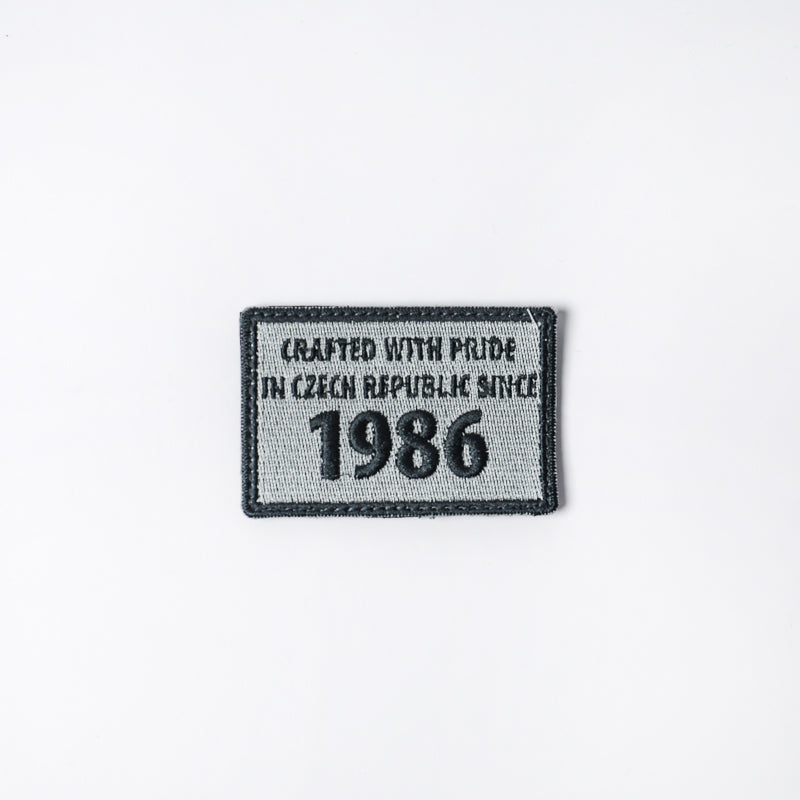 CRAFTED WITH PRIDE
IN CZECH REPUBLIC SINCE
1986